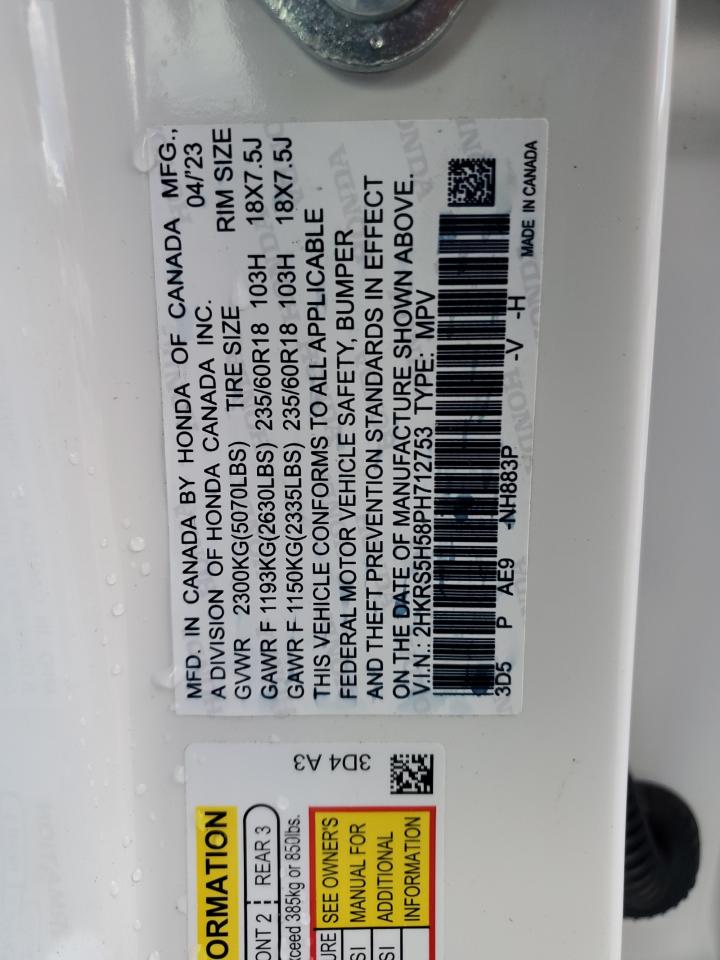 MFD. IN CANADA BY HONDA OF CANADA MFG.,
A DIVISION OF HONDA CANADA INC. 04/'23
GVWR 2300KG(5070LBS) TIRE SIZE RIM SIZE
GAWR F 1193KG(2630LBS) 235/60R18 103H 18X7.5J
GAWR F 1150KG(2335LBS) 235/60R18 103H 18X7.5J
THIS VEHICLE CONFORMS TO ALL APPLICABLE
FEDERAL MOTOR VEHICLE SAFETY, BUMPER
AND THEFT PREVENTION STANDARDS IN EFFECT
ON THE DATE OF MANUFACTURE SHOWN ABOVE.
V.I.N.: 2HKRS5H58PH712753 TYPE: MPV
3D5 P AE9 -NH883P -V -H
MADE IN CANADA
3D4 A3
ORMATION
ONT 2 REAR 3
xceed 385kg or 850lbs.
URE SEE OWNER'S
SI MANUAL FOR
SI ADDITIONAL
INFORMATION